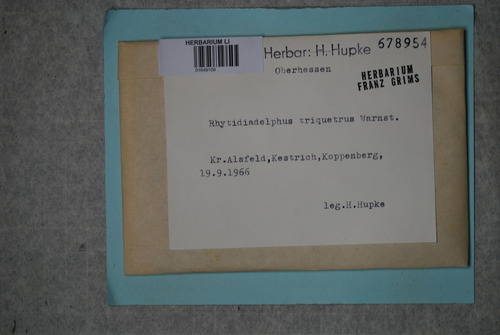 HERBARIUM LI
Herbar: H. Hupke 678954
Oberhessen
HERBARIUM
FRANZ GRIMS
Rhytidiadelphus triquetrus Warnst.
Kr.Alsfeld,Kestrich,Koppenberg,
19.9.1966
leg.H.Hupke